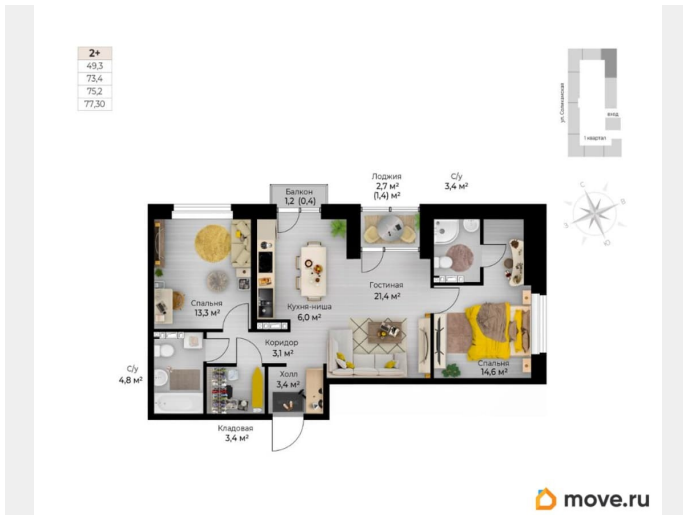 2+
49,3
73,4
75,2
77,30
ул. Солянанская
вход
1 квартал
Лоджия
2,7 м²
(1,4) м²
С/у
3,4 м²
Балкон
1,2 (0,4)
Гостиная
21,4 м²
Спальня
13,3 м²
Кухня-ниша
6,0 м²
Коридор
3,1 м²
С/у
4,8 м²
Холл
3,4 м²
Спальня
14,6 м²
Кладовая
3,4 м²
move.ru